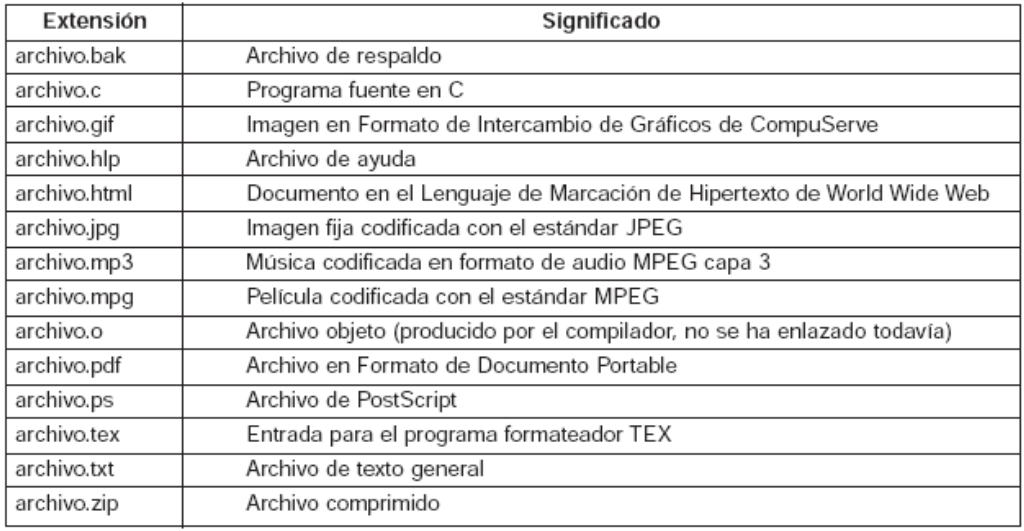 Extensión Significado
archivo.bak Archivo de respaldo
archivo.c Programa fuente en C
archivo.gif Imagen en Formato de Intercambio de Gráficos de CompuServe
archivo.hlp Archivo de ayuda
archivo.html Documento en el Lenguaje de Marcación de Hipertexto de World Wide Web
archivo.jpg Imagen fija codificada con el estándar JPEG
archivo.mp3 Música codificada en formato de audio MPEG capa 3
archivo.mpg Película codificada con el estándar MPEG
archivo.o Archivo objeto (producido por el compilador, no se ha enlazado todavía)
archivo.pdf Archivo en Formato de Documento Portable
archivo.ps Archivo de PostScript
archivo.tex Entrada para el programa formateador TEX
archivo.txt Archivo de texto general
archivo.zip Archivo comprimido